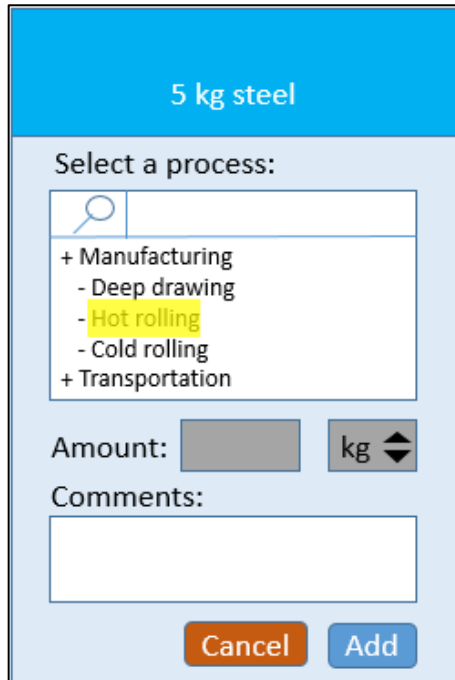 5 kg steel
Select a process:
+ Manufacturing
- Deep drawing
- Hot rolling
- Cold rolling
+ Transportation
Amount: kg
Comments:
Cancel Add